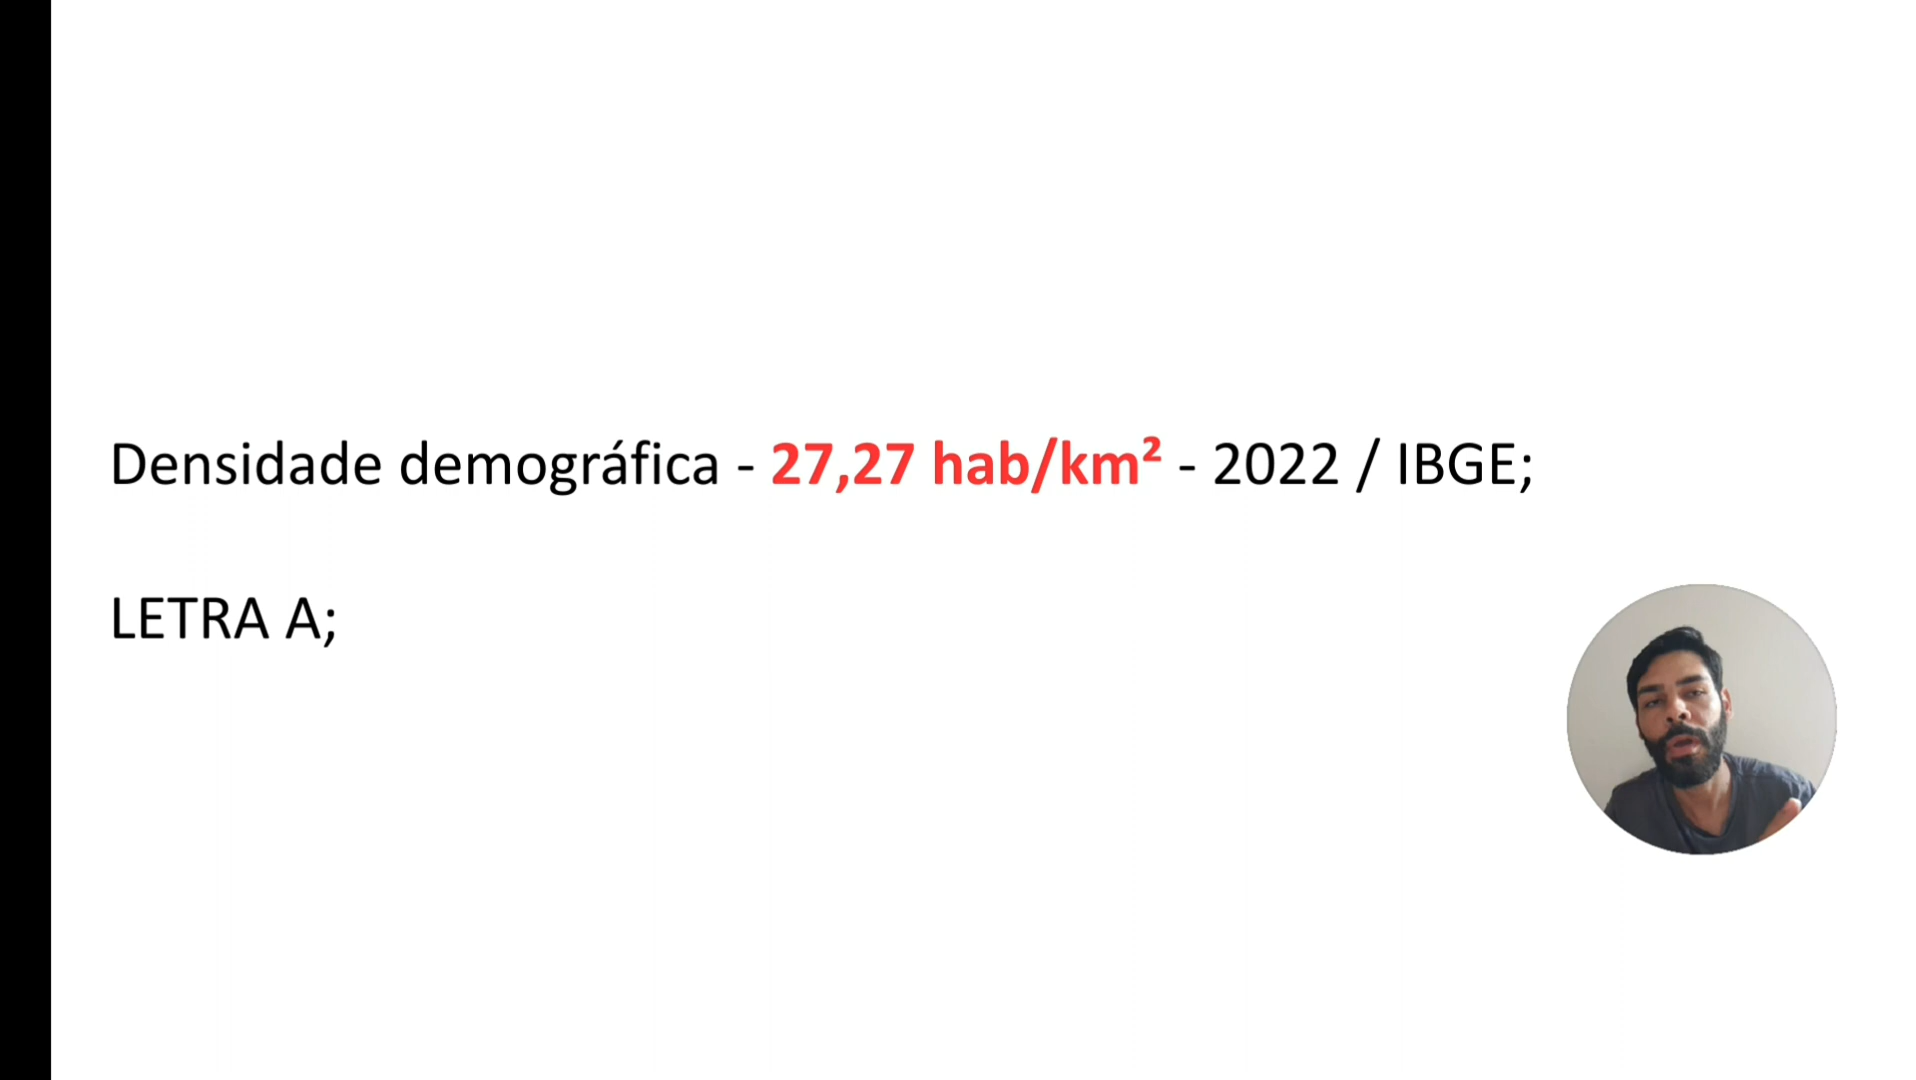 Densidade demográfica - 27,27 hab/km² - 2022 / IBGE;
LETRA A;